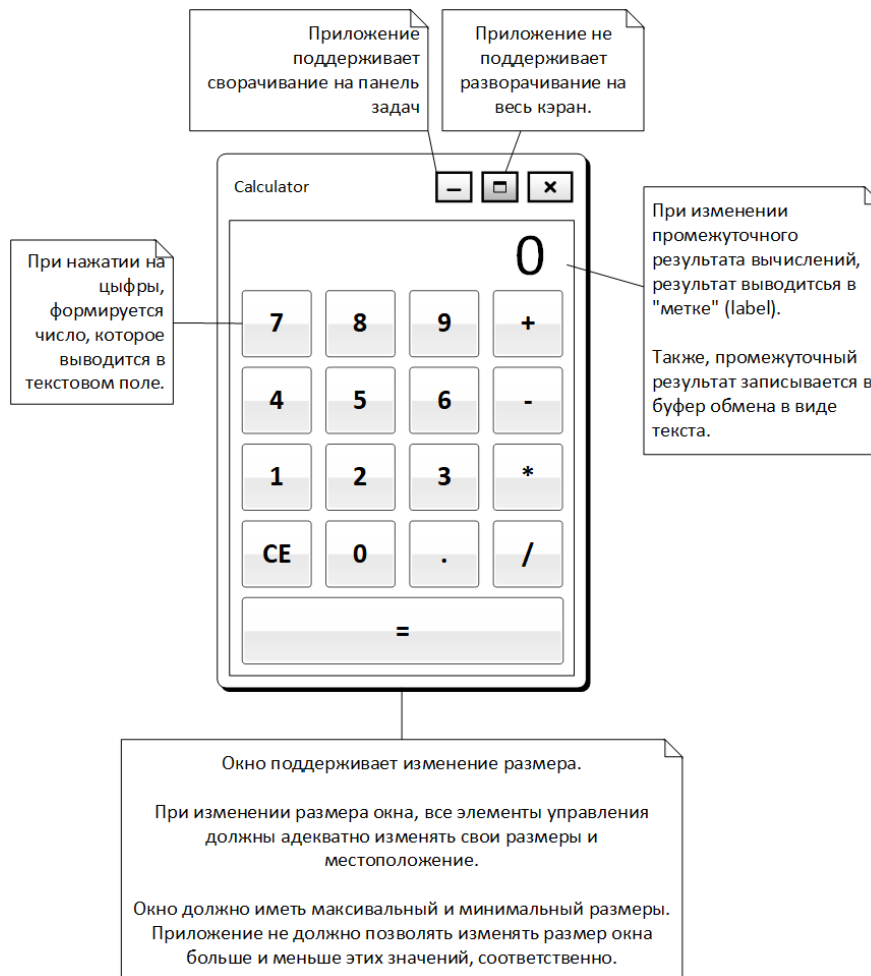 Приложение
поддерживает
сворачивание на панель
задач
Приложение не
поддерживает
разворачивание на
весь кэран.
Calculator
0
При нажатии на
цыфры,
формируется
число, которое
выводится в
текстовом поле.
При изменении
промежуточного
результата вычислений,
результат выводитсья в
"метке" (label).
Также, промежуточный
результат записывается в
буфер обмена в виде
текста.
7 8 9 +
4 5 6 -
1 2 3 *
CE 0 . /
=
Окно поддерживает изменение размера.
При изменении размера окна, все элементы управления
должны адекватно изменять свои размеры и
местоположение.
Окно должно иметь максивальный и минимальный размеры.
Приложение не должно позволять изменять размер окна
больше и меньше этих значений, соответственно.